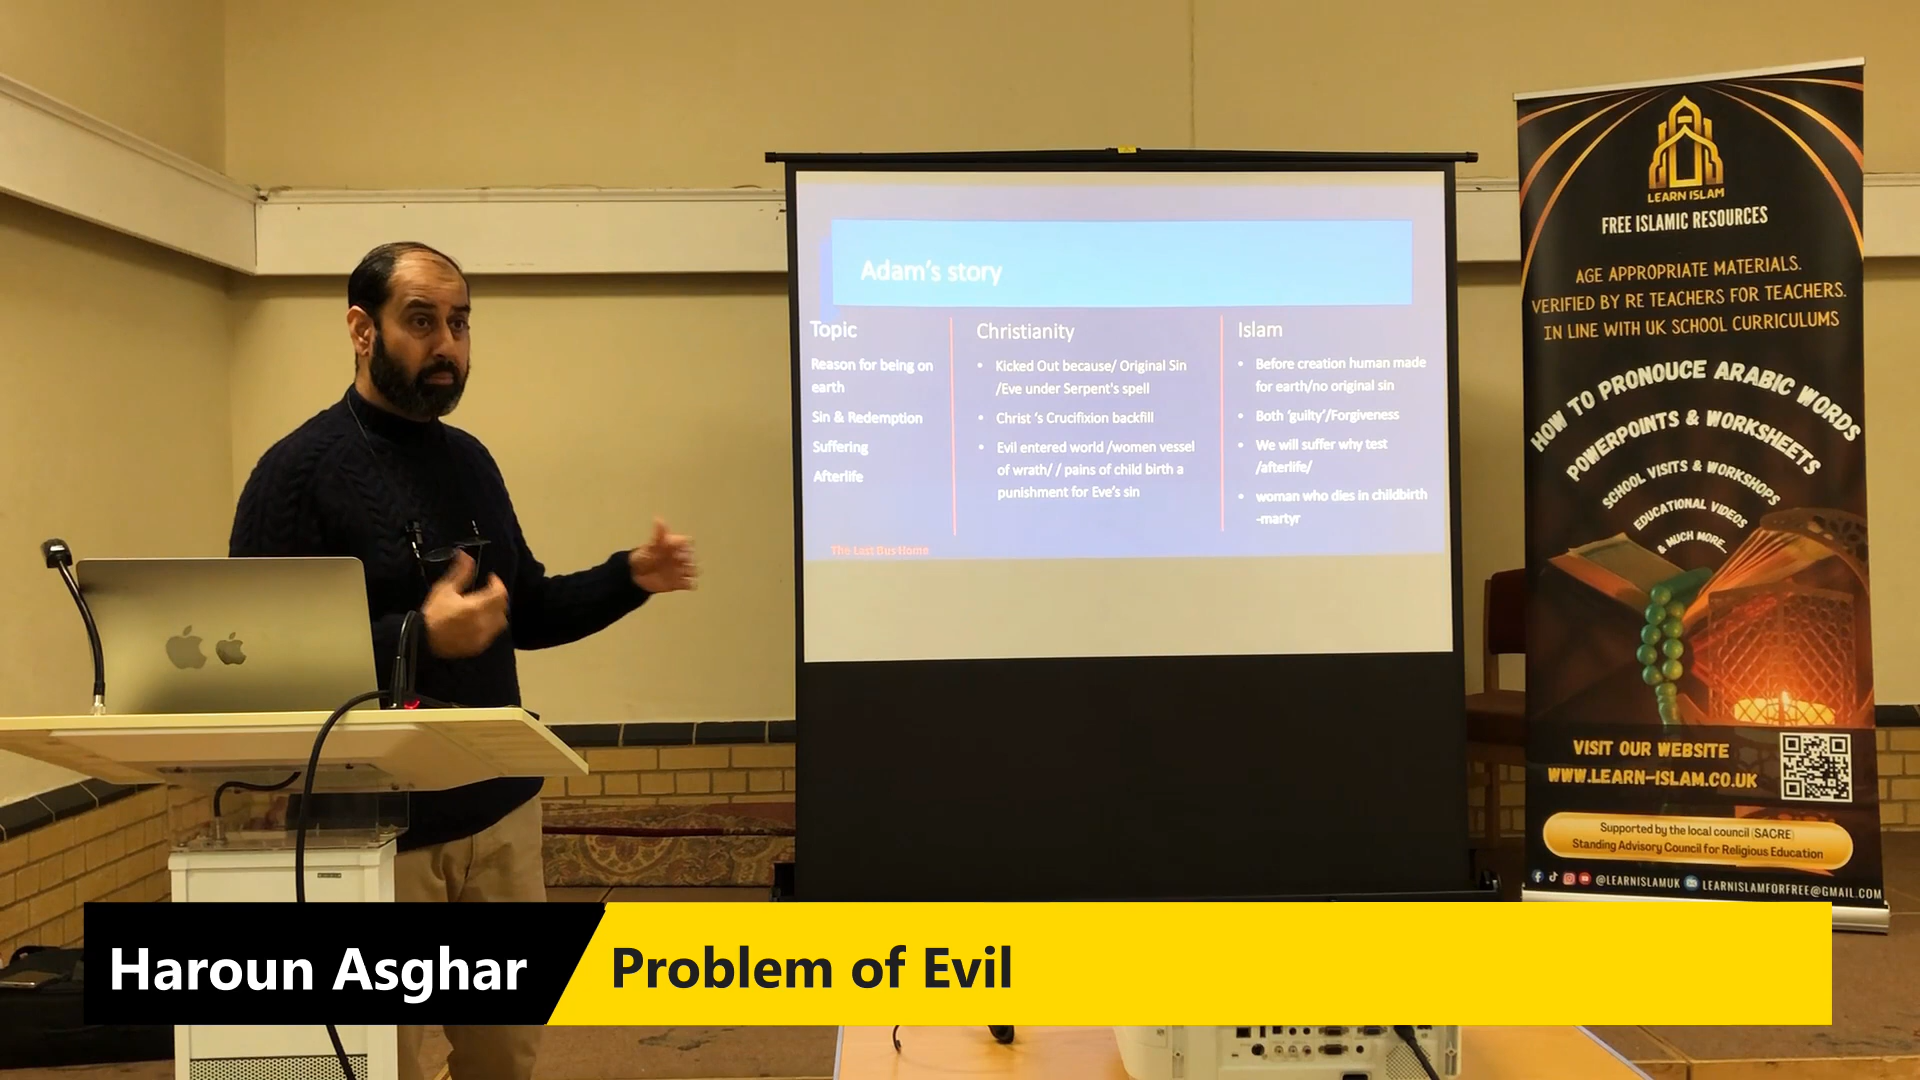 Adam's story
Topic
Reason for being on
earth
Sin & Redemption
Suffering
Afterlife
Christianity
• Kicked Out because/ Original Sin
/Eve under Serpent's spell
• Christ 's Crucifixion backfill
• Evil entered world /women vessel
of wrath/ / pains of child birth a
punishment for Eve's sin
Islam
• Before creation human made
for earth/no original sin
• Both 'guilty'/Forgiveness
• We will suffer why test
/afterlife/
• woman who dies in childbirth
-martyr
The Last Bus Home
LEARN ISLAM
FREE ISLAMIC RESOURCES
AGE APPROPRIATE MATERIALS.
VERIFIED BY RE TEACHERS FOR TEACHERS.
IN LINE WITH UK SCHOOL CURRICULUMS
HOW TO PRONOUCE ARABIC WORDS
POWERPOINTS & WORKSHEETS
SCHOOL VISITS & WORKSHOPS
EDUCATIONAL VIDEOS
& MUCH MORE...
VISIT OUR WEBSITE
WWW.LEARN-ISLAM.CO.UK
Supported by the local council (SACRE)
Standing Advisory Council for Religious Education
@LEARNISLAMUK LEARNISLAMFORFREE@GMAIL.COM
Haroun Asghar
Problem of Evil